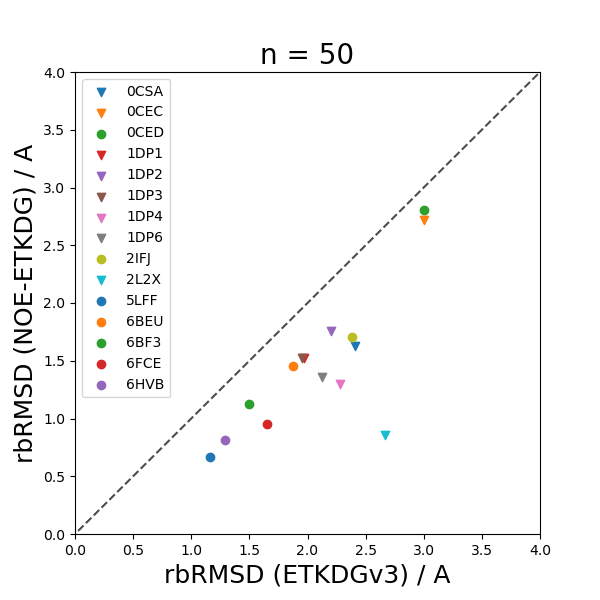 n = 50
4.0
3.5
3.0
2.5
2.0
1.5
1.0
0.5
0.0
rbRMSD (NOE-ETKDG) / A
0CSA
0CEC
0CED
1DP1
1DP2
1DP3
1DP4
1DP6
2IFJ
2L2X
5LFF
6BEU
6BF3
6FCE
6HVB
0.0 0.5 1.0 1.5 2.0 2.5 3.0 3.5 4.0
rbRMSD (ETKDGv3) / A